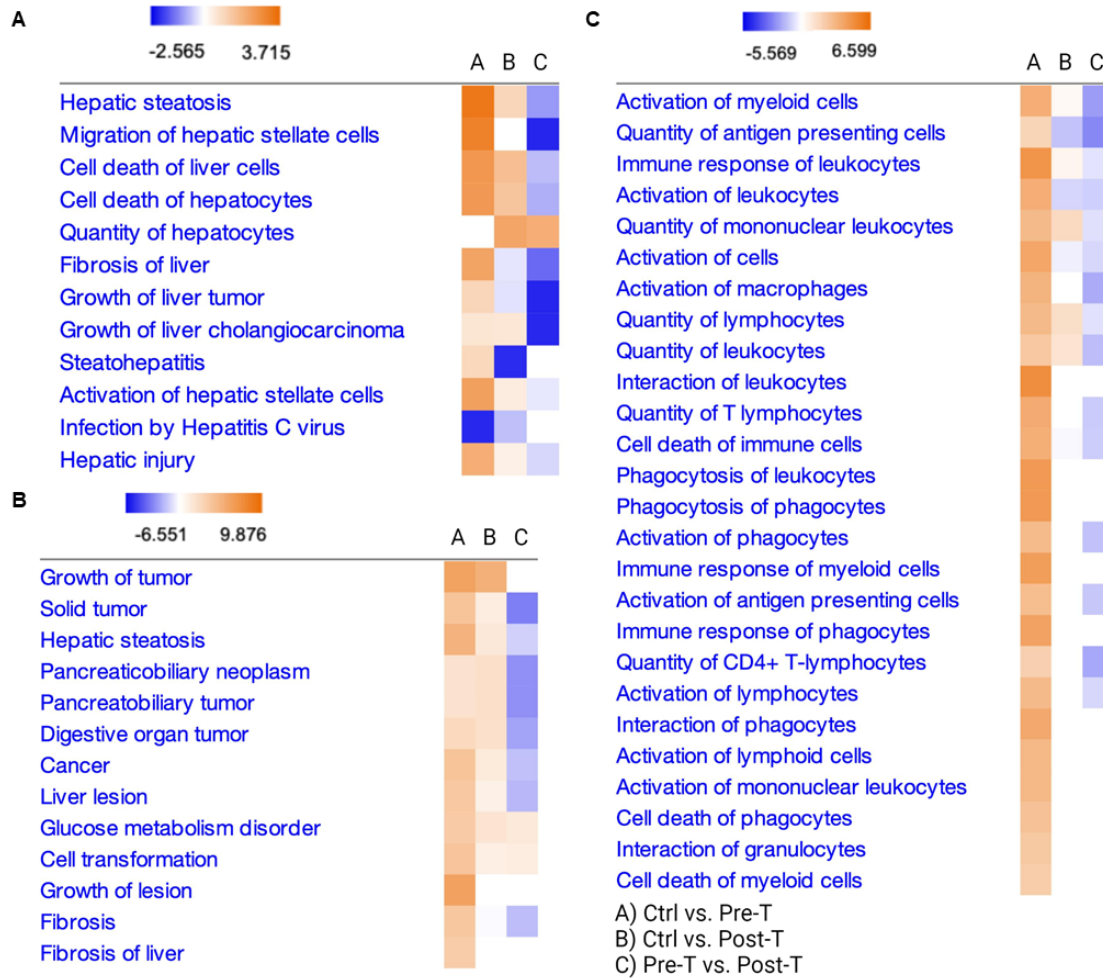 A
-2.565 3.715
A B C
Hepatic steatosis
Migration of hepatic stellate cells
Cell death of liver cells
Cell death of hepatocytes
Quantity of hepatocytes
Fibrosis of liver
Growth of liver tumor
Growth of liver cholangiocarcinoma
Steatohepatitis
Activation of hepatic stellate cells
Infection by Hepatitis C virus
Hepatic injury
B
-6.551 9.876
A B C
Growth of tumor
Solid tumor
Hepatic steatosis
Pancreaticobiliary neoplasm
Pancreatobiliary tumor
Digestive organ tumor
Cancer
Liver lesion
Glucose metabolism disorder
Cell transformation
Growth of lesion
Fibrosis
Fibrosis of liver
C
-5.569 6.599
A B C
Activation of myeloid cells
Quantity of antigen presenting cells
Immune response of leukocytes
Activation of leukocytes
Quantity of mononuclear leukocytes
Activation of cells
Activation of macrophages
Quantity of lymphocytes
Quantity of leukocytes
Interaction of leukocytes
Quantity of T lymphocytes
Cell death of immune cells
Phagocytosis of leukocytes
Phagocytosis of phagocytes
Activation of phagocytes
Immune response of myeloid cells
Activation of antigen presenting cells
Immune response of phagocytes
Quantity of CD4+ T-lymphocytes
Activation of lymphocytes
Interaction of phagocytes
Activation of lymphoid cells
Activation of mononuclear leukocytes
Cell death of phagocytes
Interaction of granulocytes
Cell death of myeloid cells
A) Ctrl vs. Pre-T
B) Ctrl vs. Post-T
C) Pre-T vs. Post-T